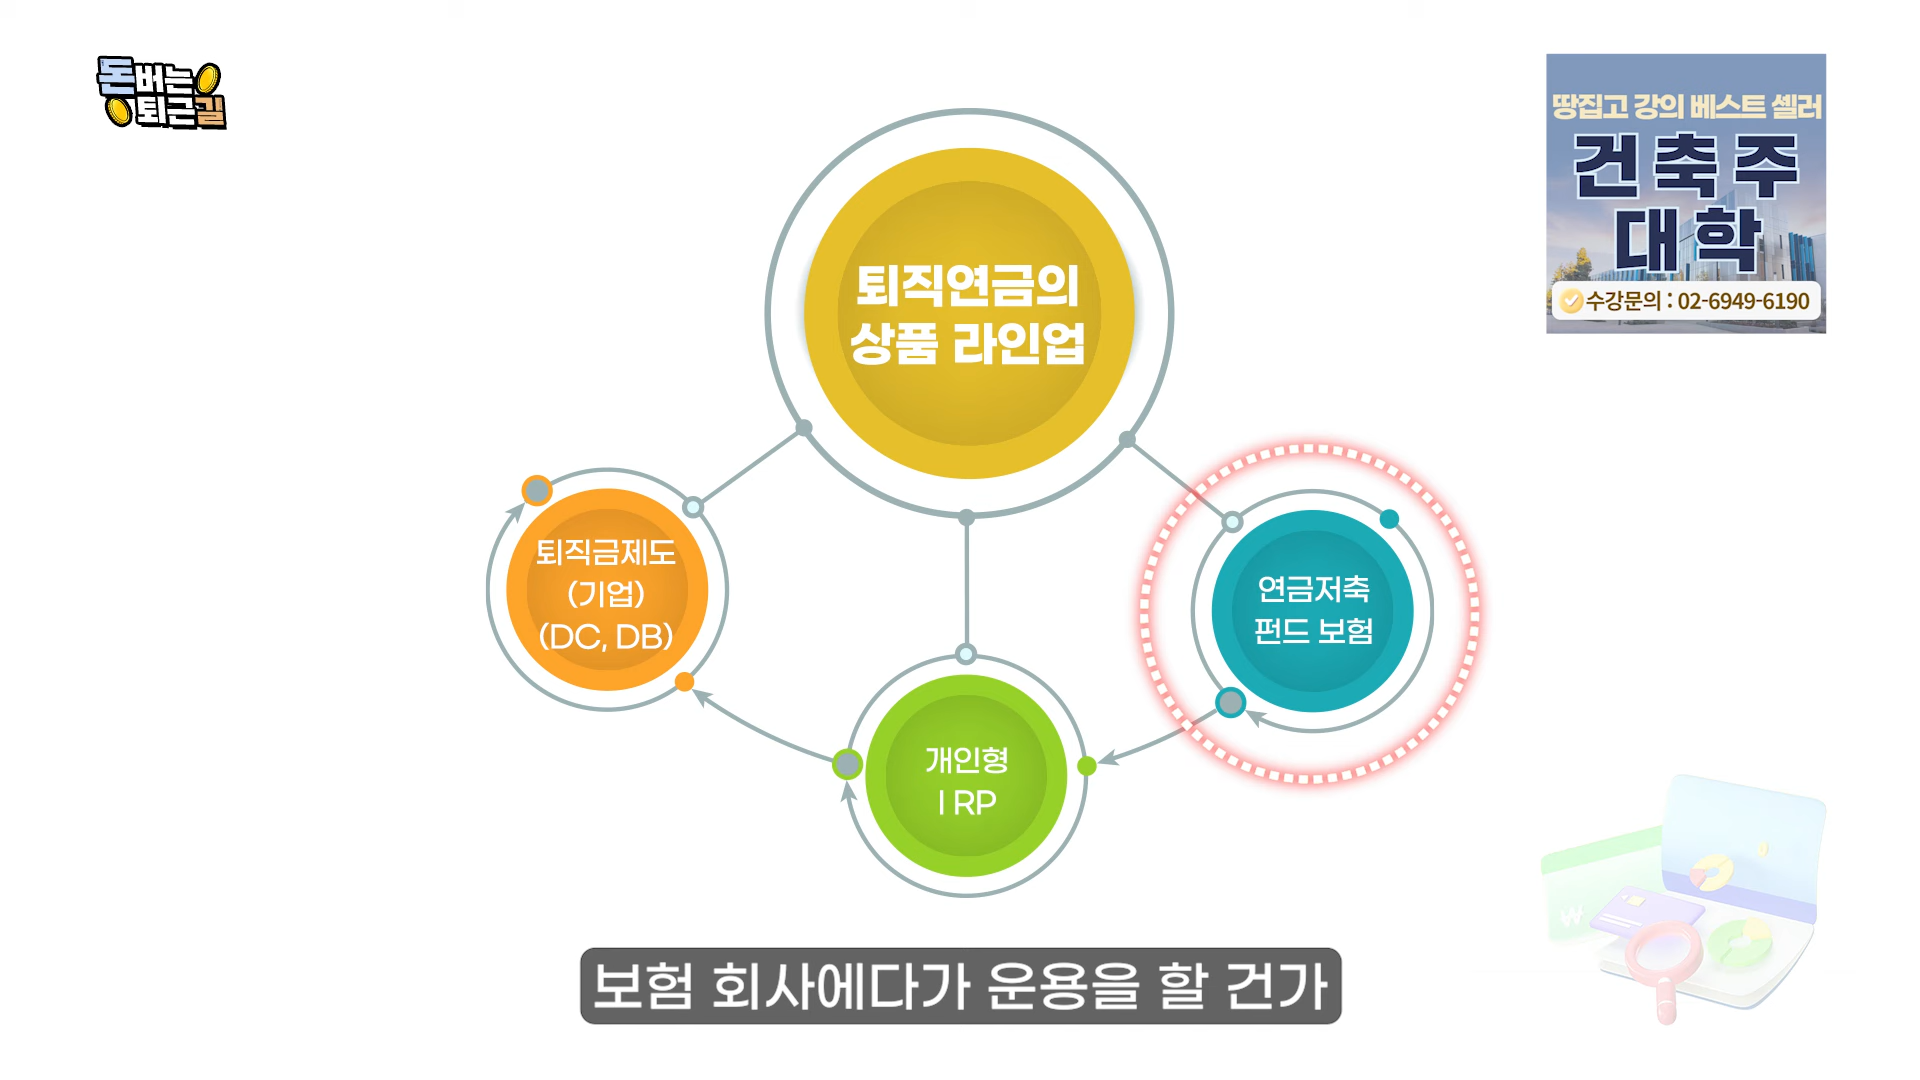 돈버는
퇴근길
땅집고 강의 베스트 셀러
건축주
대학
수강문의 : 02-6949-6190
퇴직연금의
상품 라인업
퇴직금제도
(기업)
(DC, DB)
연금저축
펀드 보험
개인형
I RP
₩
보험 회사에다가 운용을 할 건가